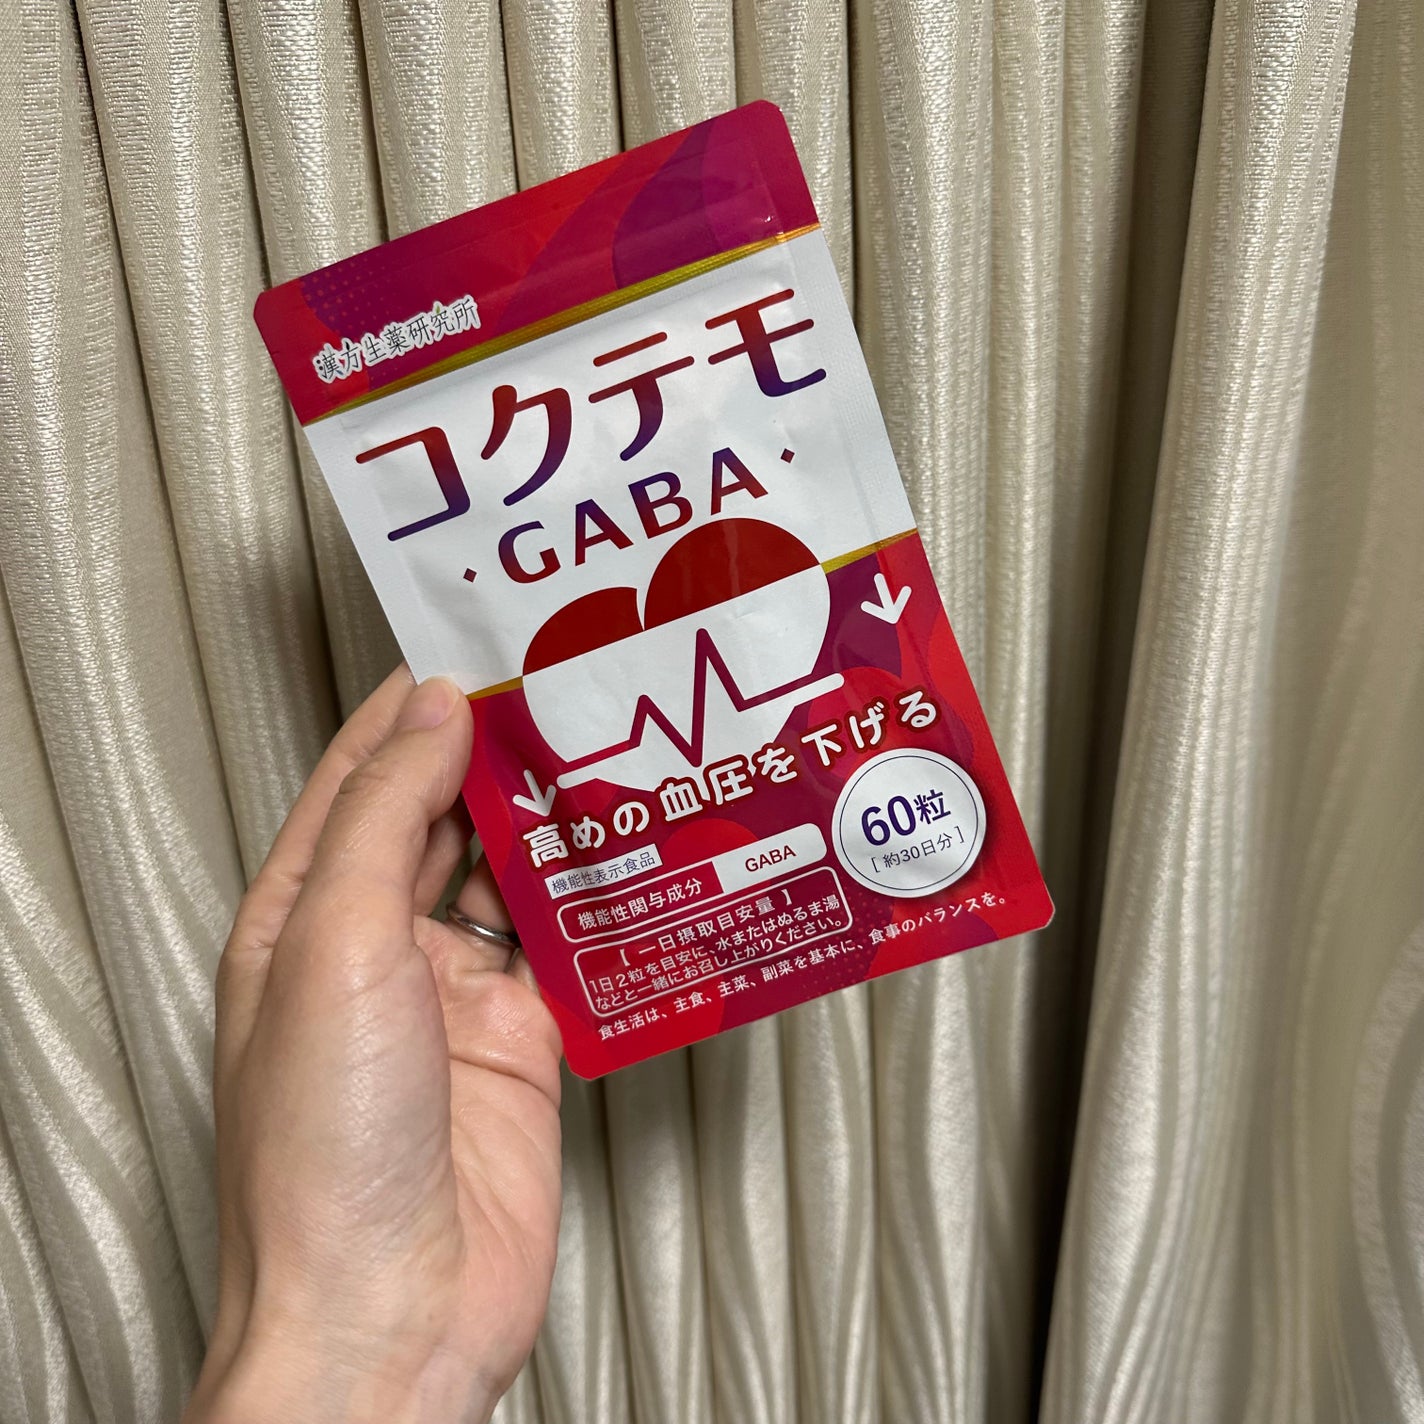 漢方生薬研究所
コクテモ
GABA
高めの血圧を下げる
60粒
[ 約30日分 ]
機能性表示食品
機能性関与成分 GABA
【 一日摂取目安量 】
1日2粒を目安に、水またはぬるま湯
などと一緒にお召し上がりください。
食生活は、主食、主菜、副菜を基本に、食事のバランスを。